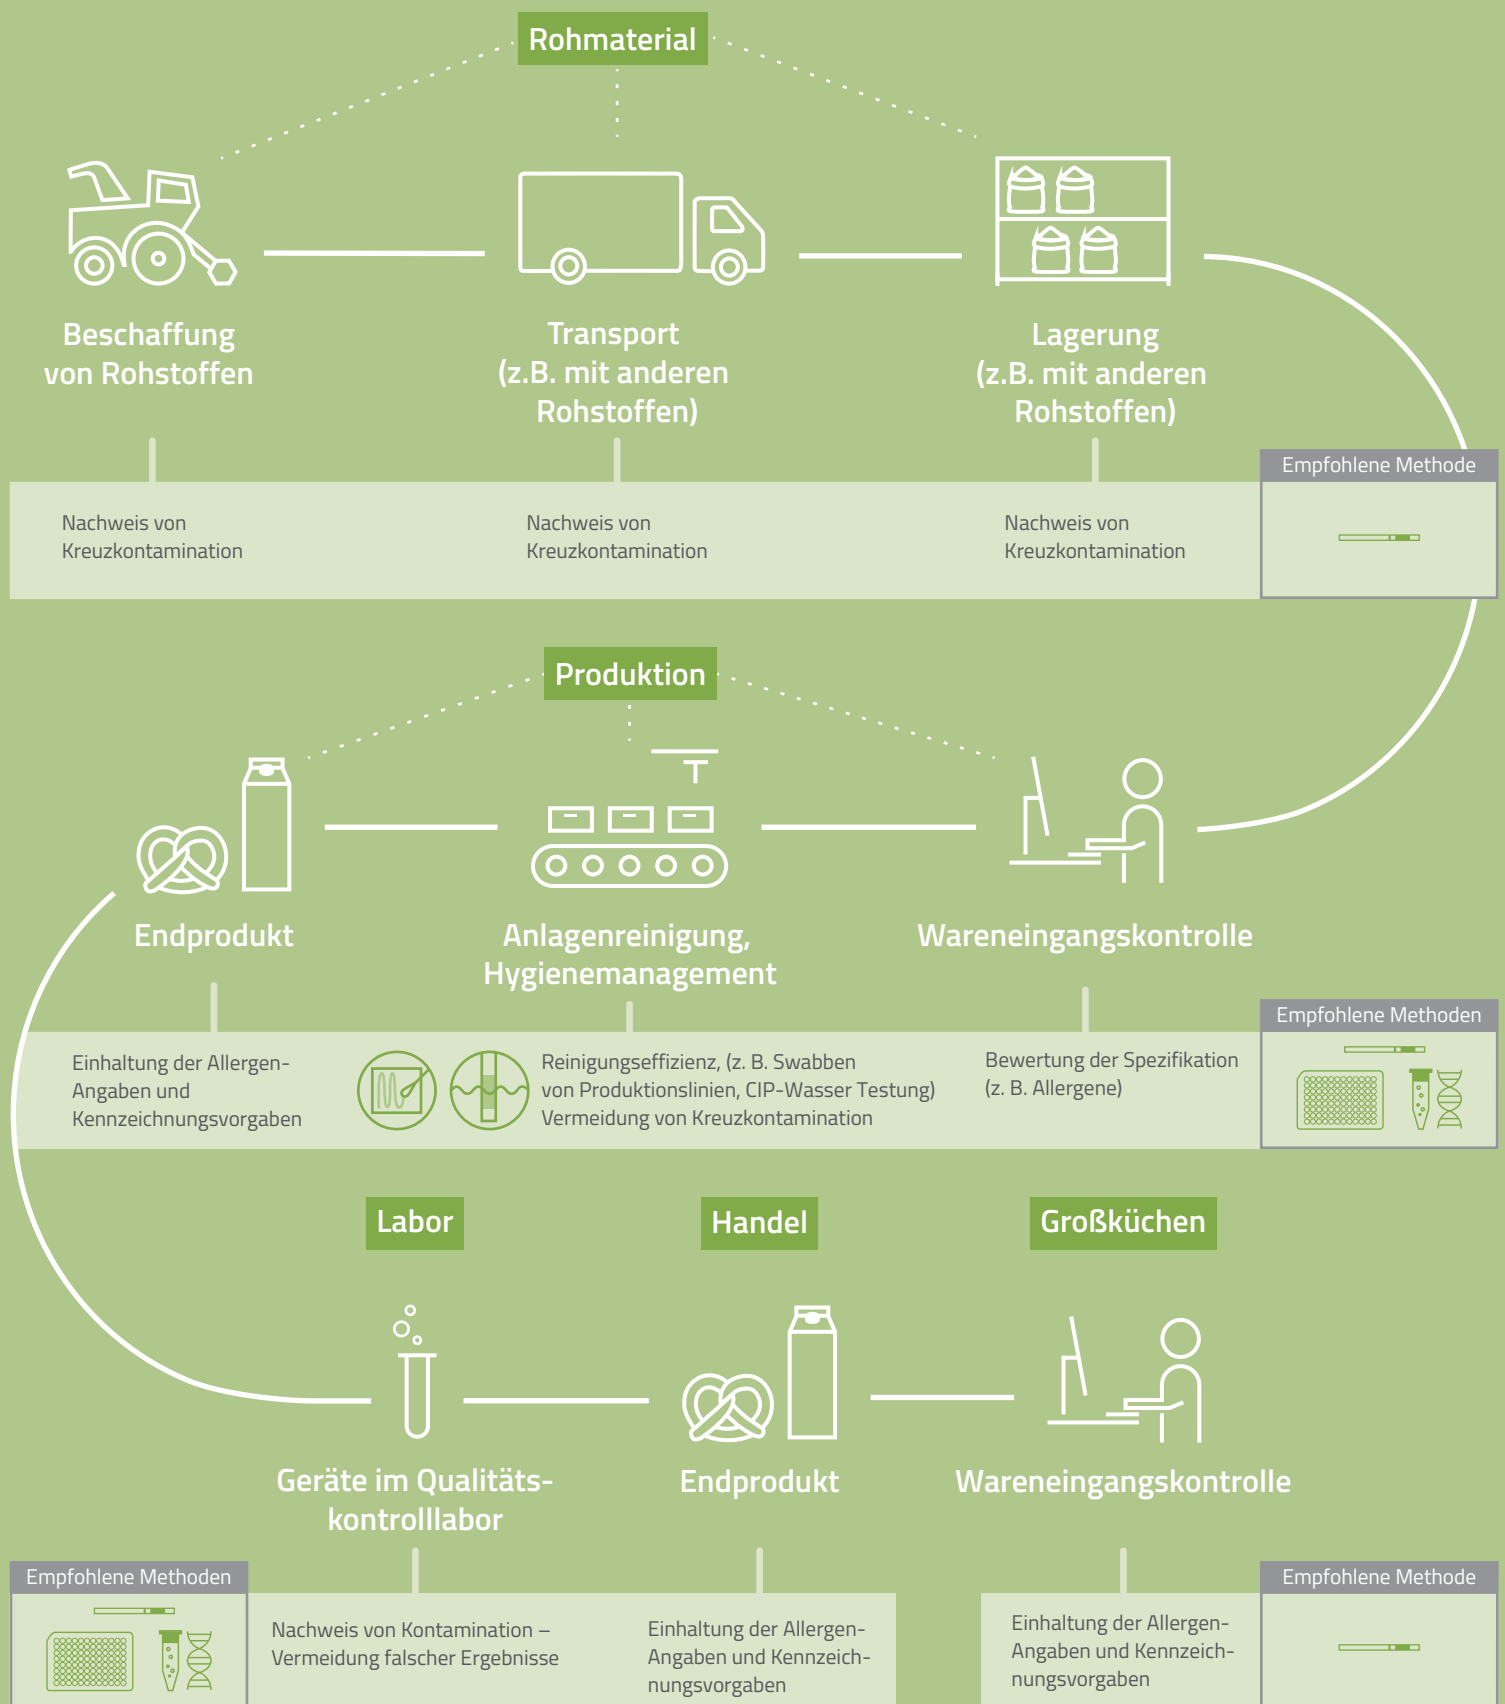 Rohmaterial
Beschaffung
von Rohstoffen
Transport
(z.B. mit anderen
Rohstoffen)
Lagerung
(z.B. mit anderen
Rohstoffen)
Empfohlene Methode
Nachweis von
Kreuzkontamination
Nachweis von
Kreuzkontamination
Nachweis von
Kreuzkontamination
Produktion
Endprodukt
Anlagenreinigung,
Hygienemanagement
Wareneingangskontrolle
Empfohlene Methoden
Einhaltung der Allergen-
Angaben und
Kennzeichnungsvorgaben
Reinigungseffizienz, (z. B. Swabben
von Produktionslinien, CIP-Wasser Testung)
Vermeidung von Kreuzkontamination
Bewertung der Spezifikation
(z. B. Allergene)
Labor
Handel
Großküchen
Geräte im Qualitäts-
kontrolllabor
Endprodukt
Wareneingangskontrolle
Empfohlene Methoden
Nachweis von Kontamination –
Vermeidung falscher Ergebnisse
Einhaltung der Allergen-
Angaben und Kennzeich-
nungsvorgaben
Einhaltung der Allergen-
Angaben und Kennzeich-
nungsvorgaben
Empfohlene Methode